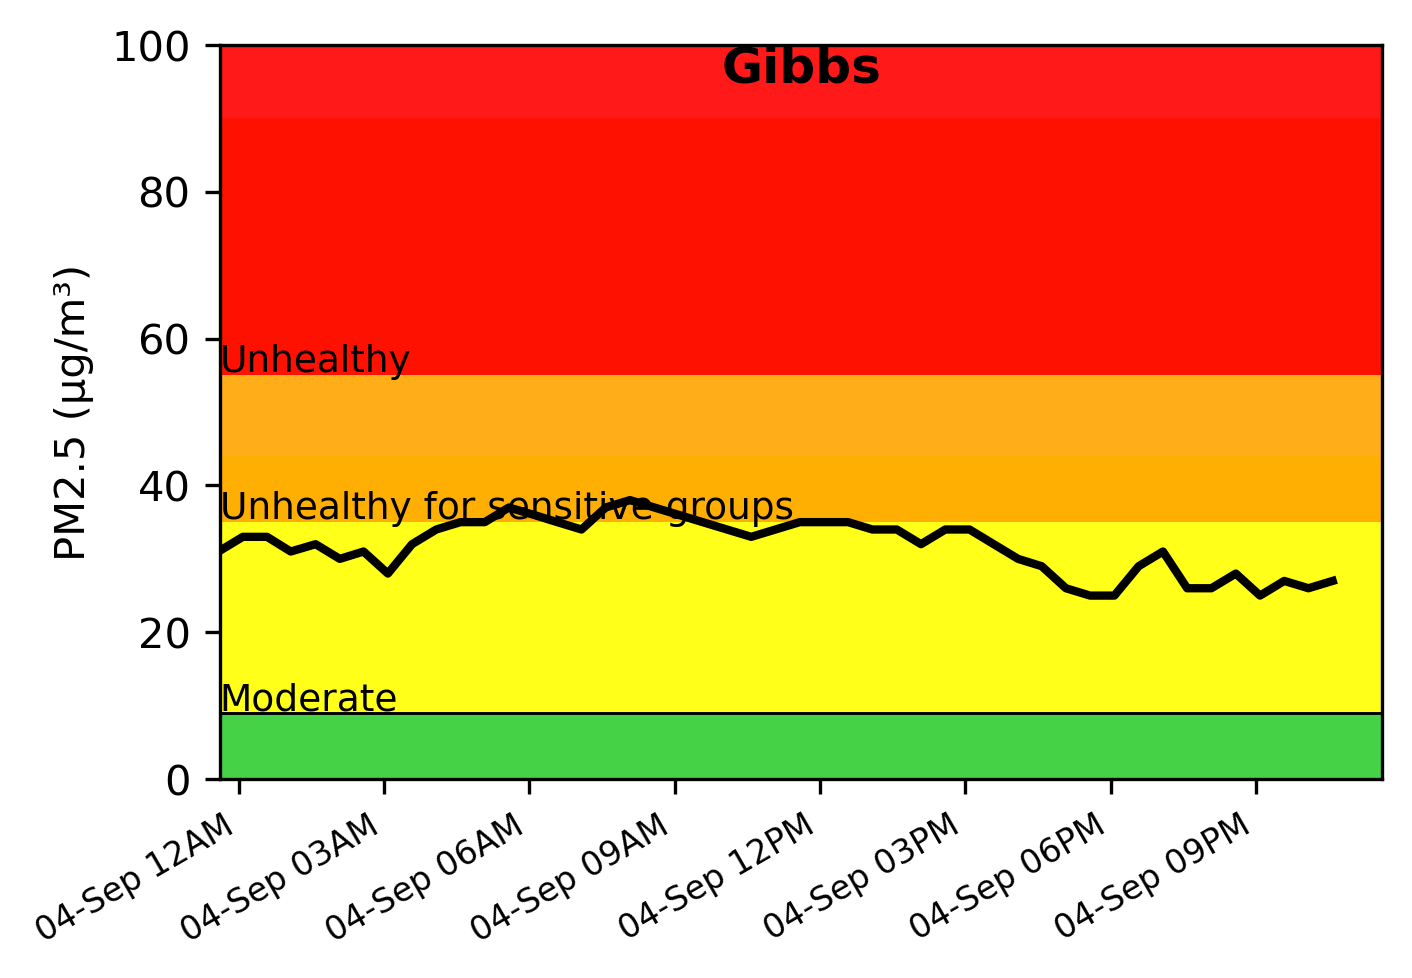 Gibbs
PM2.5 (µg/m³)
100
80
60
40
20
0
Unhealthy
Unhealthy for sensitive groups
Moderate
04-Sep 12AM
04-Sep 03AM
04-Sep 06AM
04-Sep 09AM
04-Sep 12PM
04-Sep 03PM
04-Sep 06PM
04-Sep 09PM